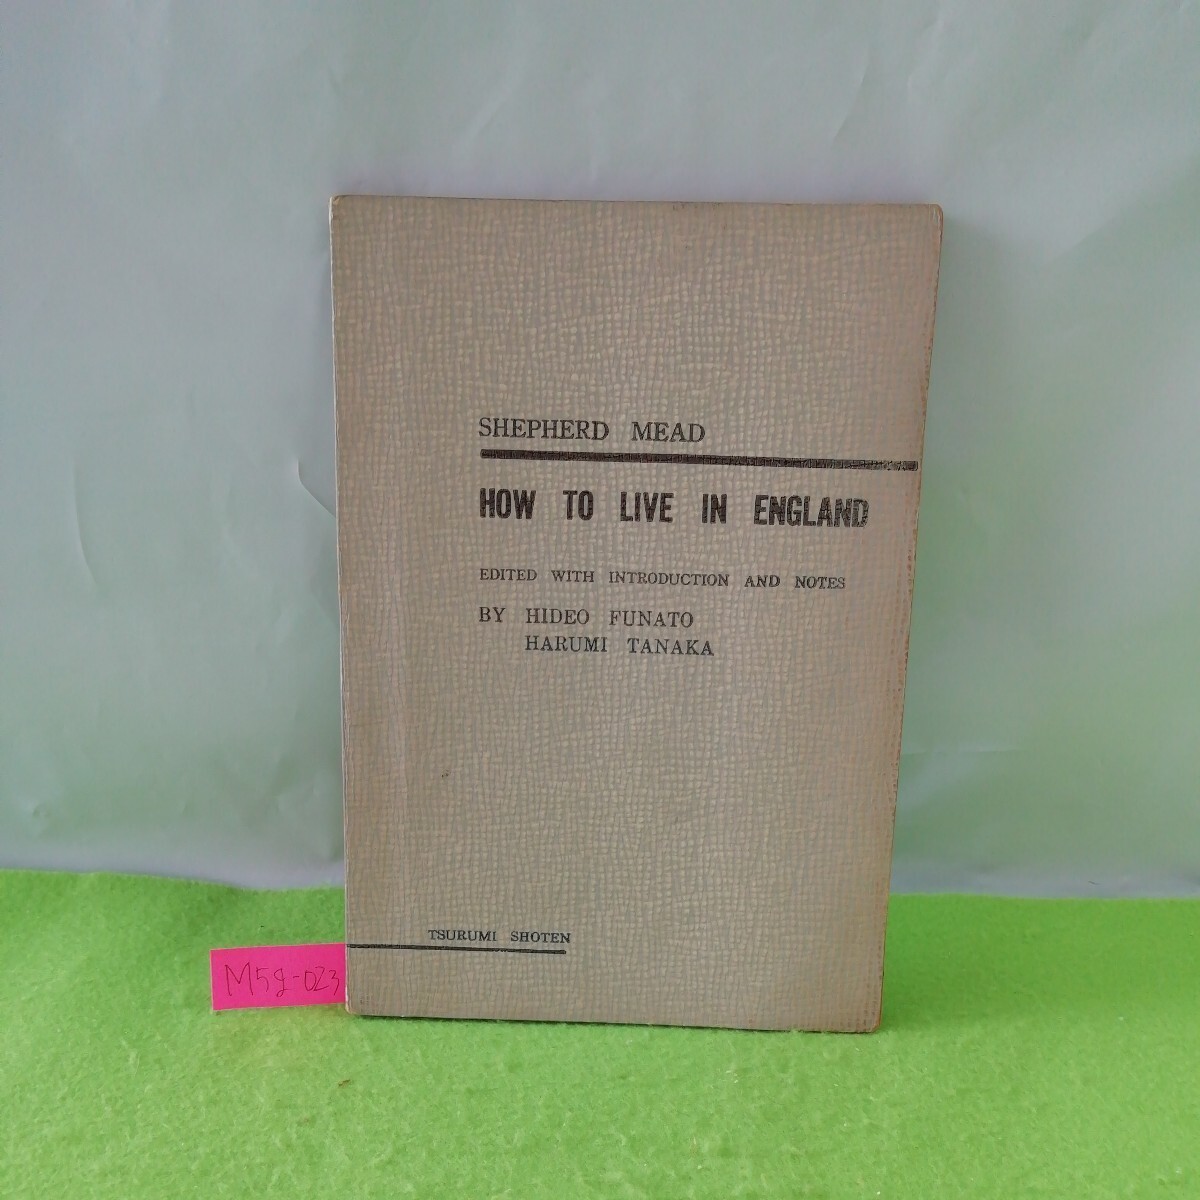 SHEPHERD MEAD
HOW TO LIVE IN ENGLAND
EDITED WITH INTRODUCTION AND NOTES
BY HIDEO FUNATO
HARUMI TANAKA
TSURUMI SHOTEN
M5g-023